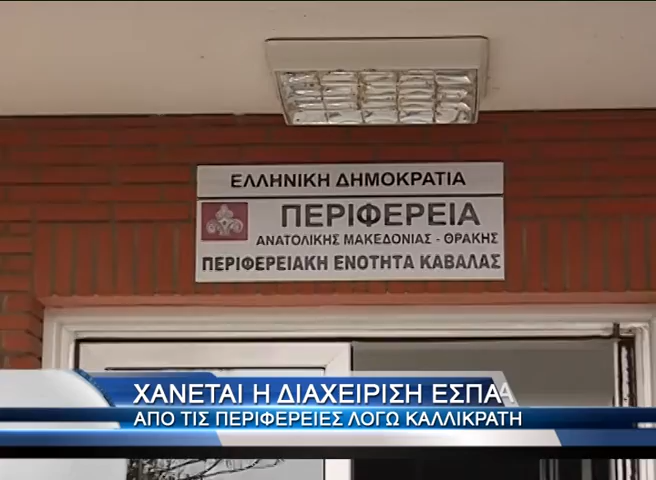 ΕΛΛΗΝΙΚΗ ΔΗΜΟΚΡΑΤΙΑ
ΠΕΡΙΦΕΡΕΙΑ
ΑΝΑΤΟΛΙΚΗΣ ΜΑΚΕΔΟΝΙΑΣ - ΘΡΑΚΗΣ
ΠΕΡΙΦΕΡΕΙΑΚΗ ΕΝΟΤΗΤΑ ΚΑΒΑΛΑΣ
ΧΑΝΕΤΑΙ Η ΔΙΑΧΕΙΡΙΣΗ ΕΣΠΑ
ΑΠΟ ΤΙΣ ΠΕΡΙΦΕΡΕΙΕΣ ΛΟΓΩ ΚΑΛΛΙΚΡΑΤΗ